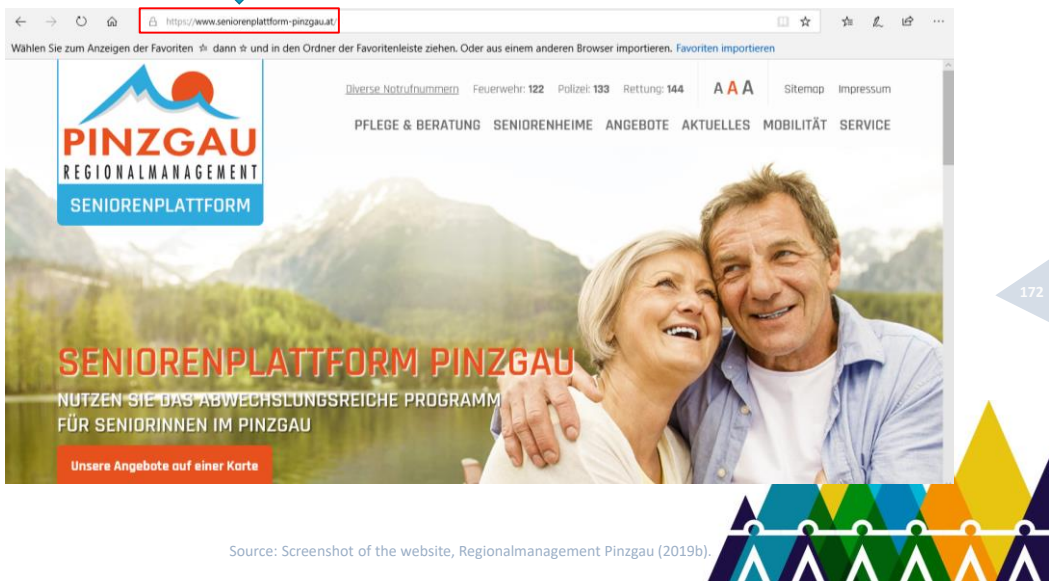 https://www.seniorenplattform-pinzgau.at/
Wählen Sie zum Anzeigen der Favoriten dann und in den Ordner der Favoritenleiste ziehen. Oder aus einem anderen Browser importieren. Favoriten importieren
Diverse Notrufnummern Feuerwehr: 122 Polizei: 133 Rettung: 144 A A A Sitemap Impressum
PFLEGE & BERATUNG SENIORENHEIME ANGEBOTE AKTUELLES MOBILITÄT SERVICE
PINZGAU
REGIONALMANAGEMENT
SENIORENPLATTFORM
172
SENIORENPLATTFORM PINZGAU
NUTZEN SIE DAS ABWECHSLUNGSREICHE PROGRAMM
FÜR SENIORINNEN IM PINZGAU
Unsere Angebote auf einer Karte
Source: Screenshot of the website, Regionalmanagement Pinzgau (2019b).